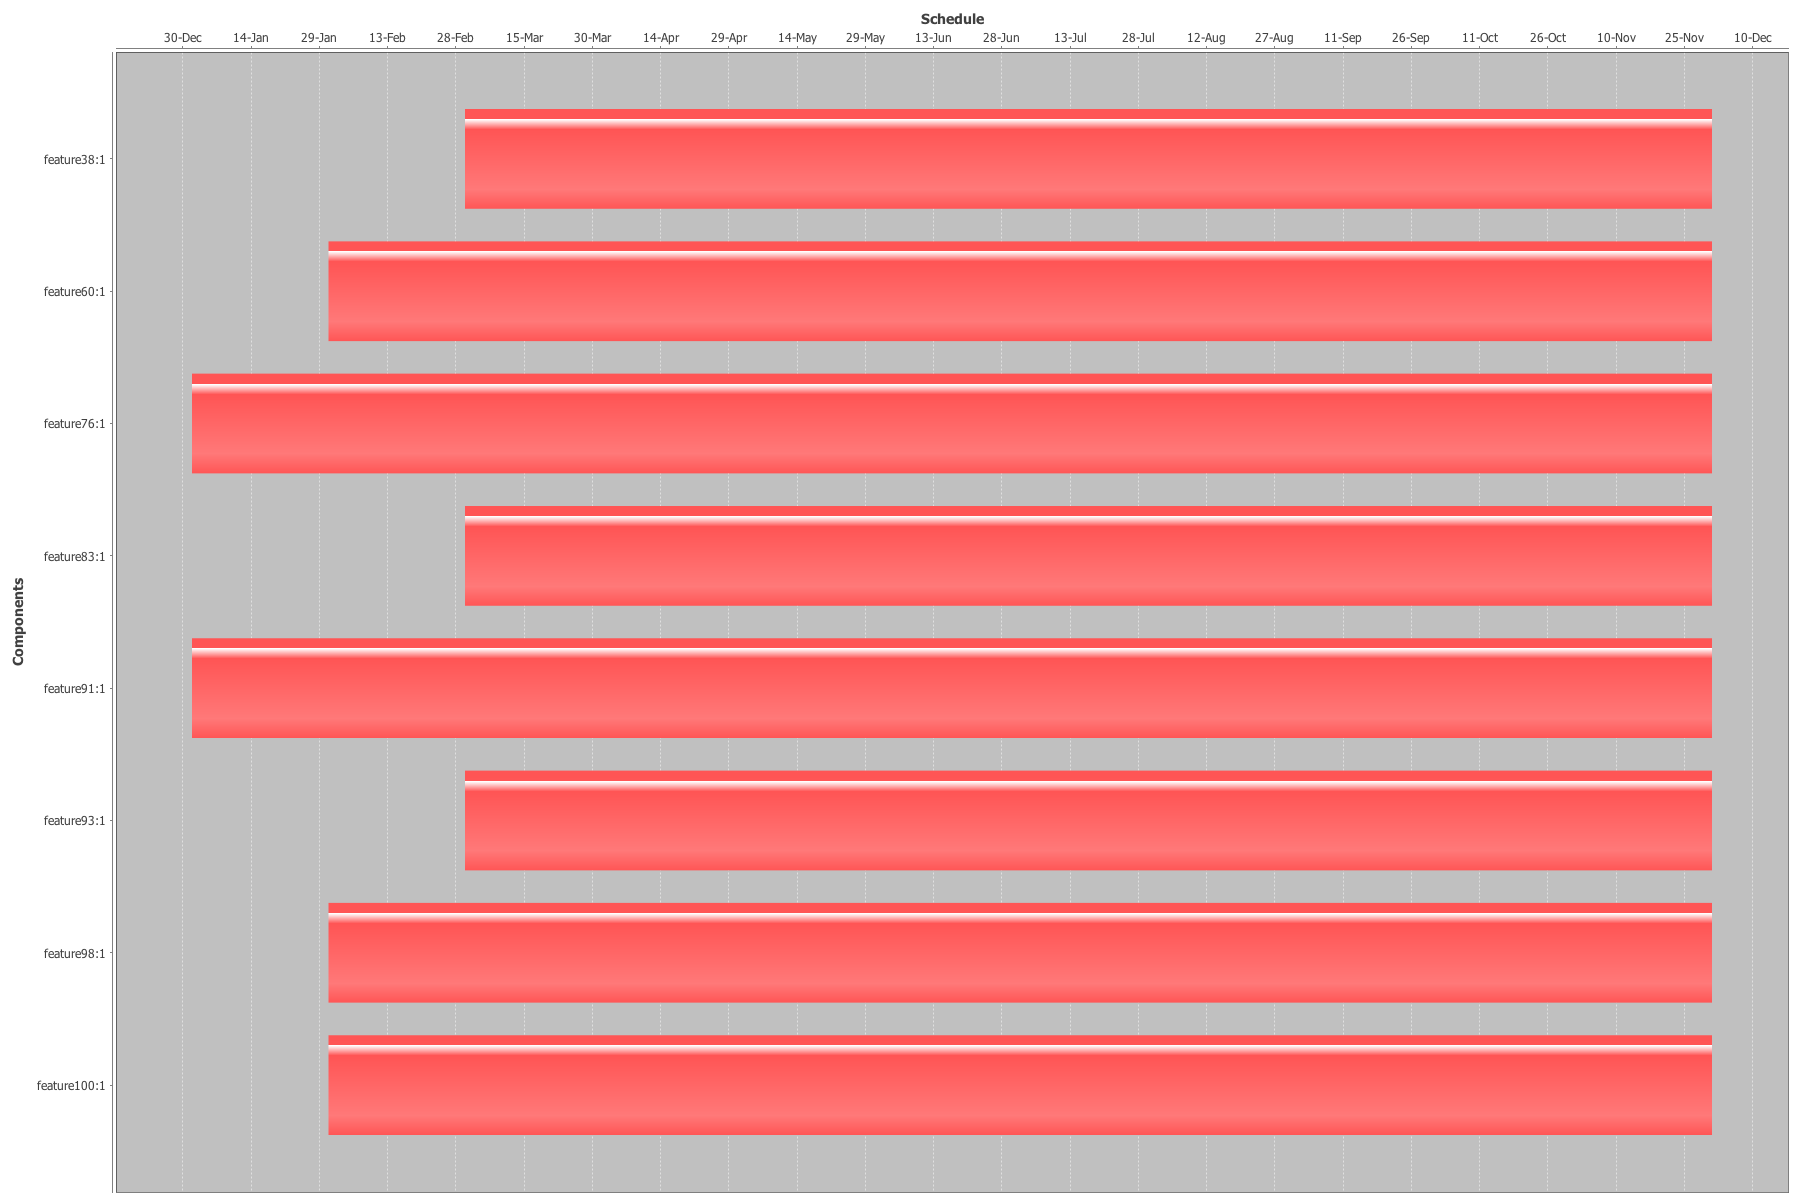 Schedule
30-Dec 14-Jan 29-Jan 13-Feb 28-Feb 15-Mar 30-Mar 14-Apr 29-Apr 14-May 29-May 13-Jun 28-Jun 13-Jul 28-Jul 12-Aug 27-Aug 11-Sep 26-Sep 11-Oct 26-Oct 10-Nov 25-Nov 10-Dec
feature38:1
feature60:1
feature76:1
feature83:1
Components
feature91:1
feature93:1
feature98:1
feature100:1